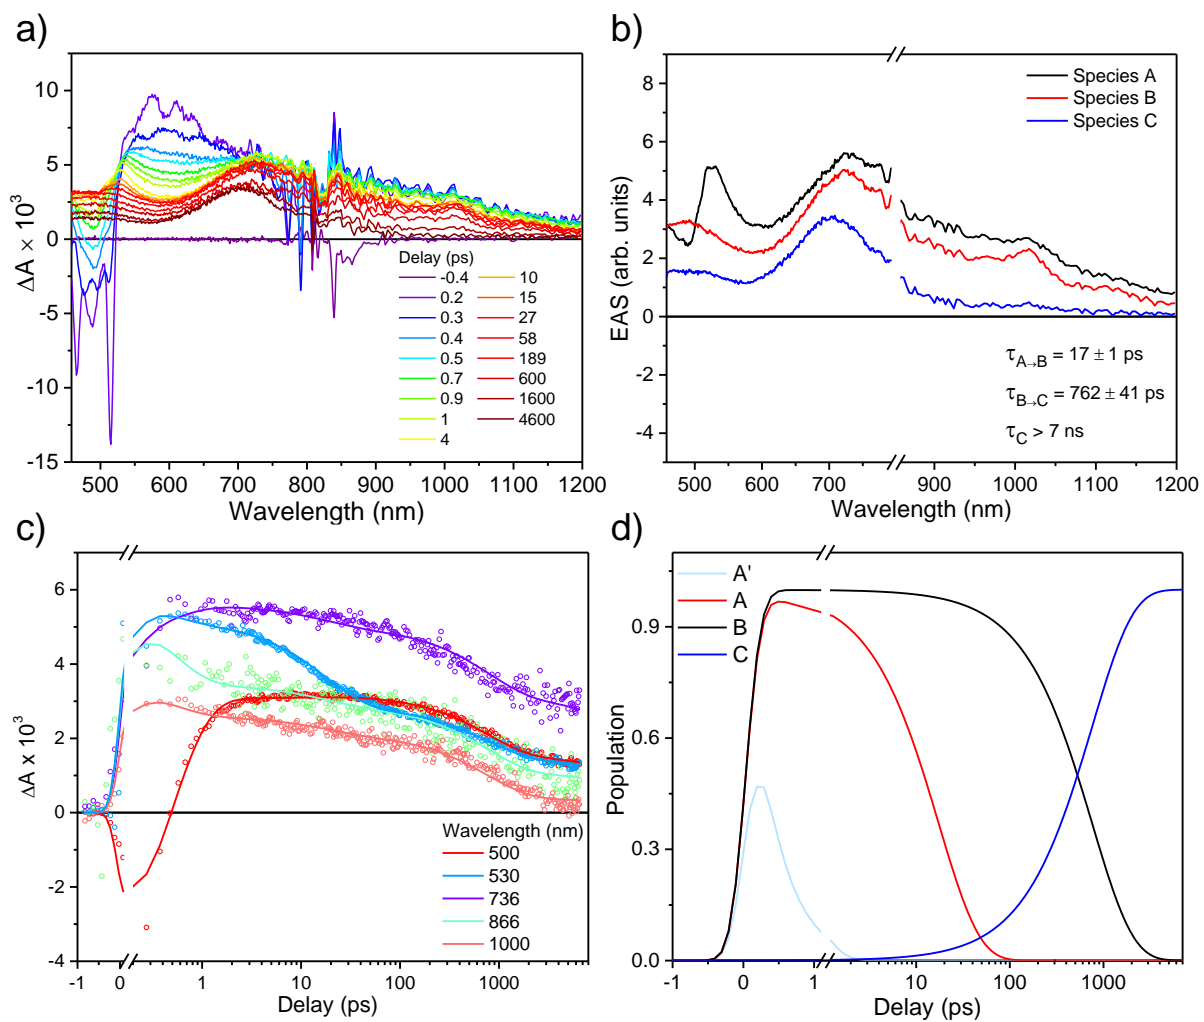 a)
ΔA × 10³
10
5
0
-5
-10
-15
Delay (ps)
-0.4
0.2
0.3
0.4
0.5
0.7
0.9
1
4
10
15
27
58
189
600
1600
4600
500 600 700 800 900 1000 1100 1200
Wavelength (nm)
b)
EAS (arb. units)
8
6
4
2
0
-2
-4
Species A
Species B
Species C
τA→B = 17 ± 1 ps
τB→C = 762 ± 41 ps
τC > 7 ns
500 600 700 900 1000 1100 1200
Wavelength (nm)
c)
ΔA x 10³
6
4
2
0
-2
-4
Wavelength (nm)
500
530
736
866
1000
-1 0 1 10 100 1000
Delay (ps)
d)
Population
0.9
0.6
0.3
0.0
A'
A
B
C
-1 0 1 10 100 1000
Delay (ps)